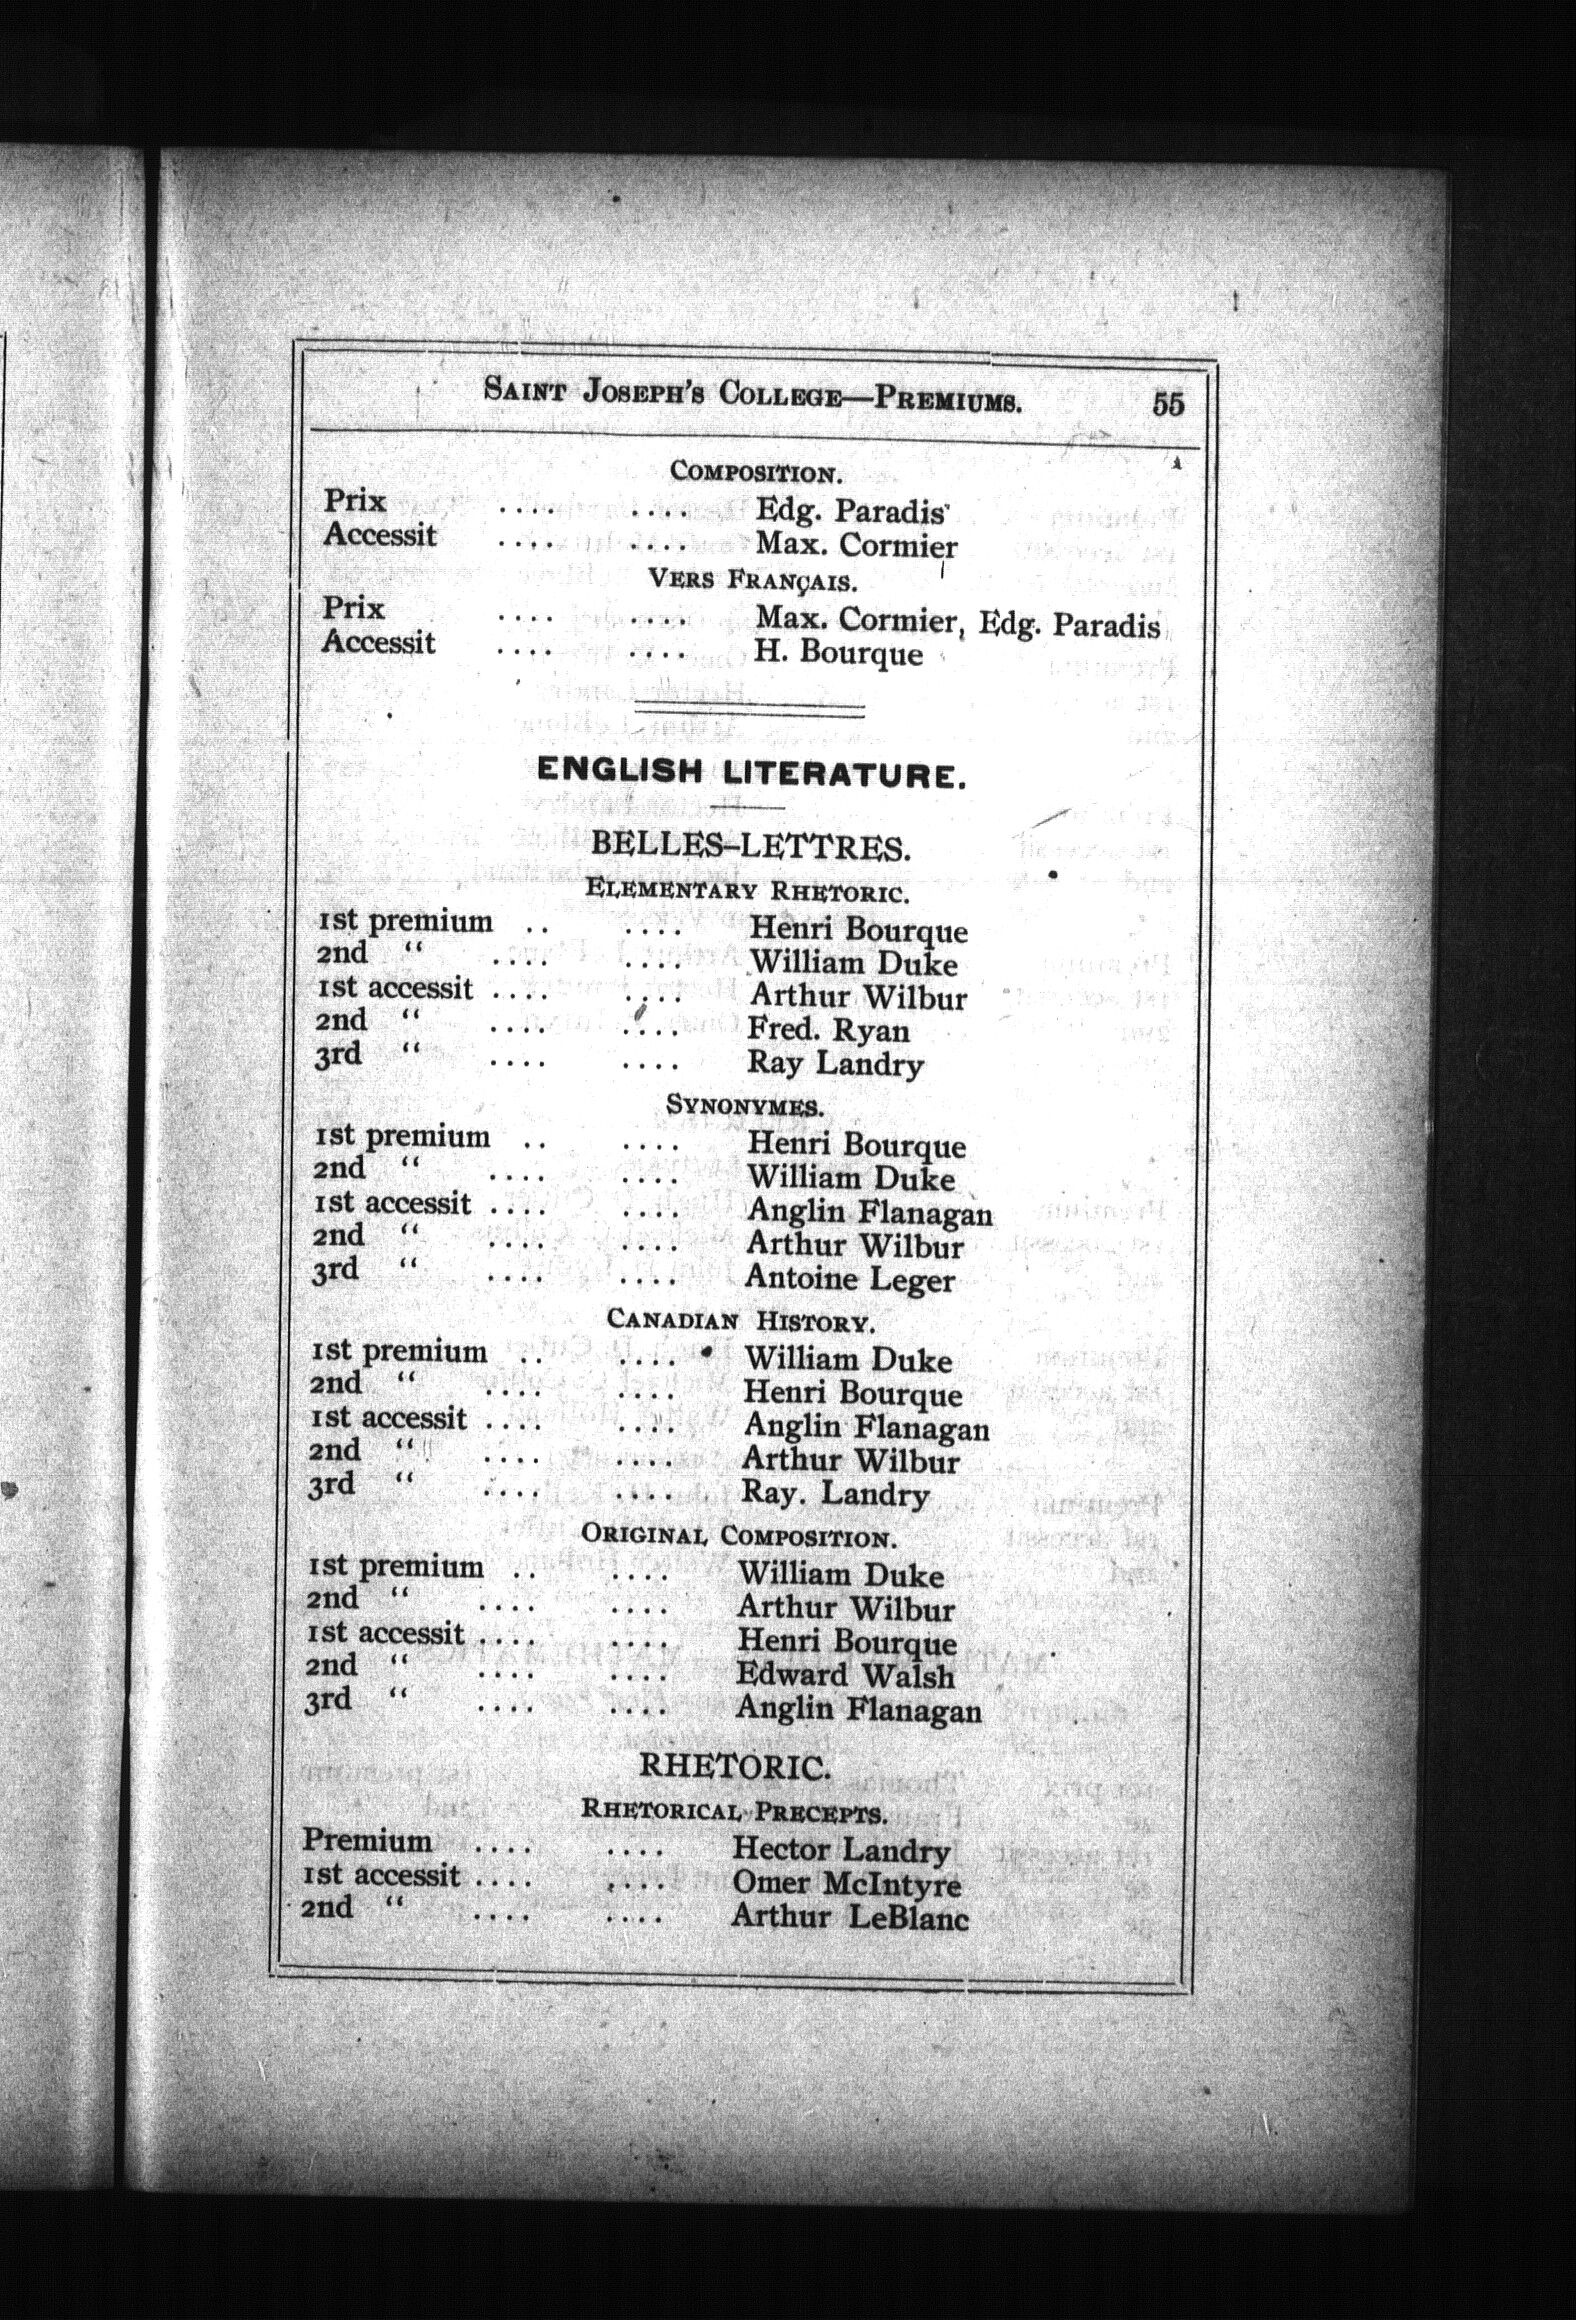 SAINT JOSEPH'S COLLEGE—PREMIUMS. 55
COMPOSITION.
Prix .... .... Edg. Paradis
Accessit .... .... Max. Cormier
VERS FRANÇAIS.
Prix .... .... Max. Cormier, Edg. Paradis
Accessit .... .... H. Bourque
ENGLISH LITERATURE.
BELLES-LETTRES.
ELEMENTARY RHETORIC.
1st premium .. .... Henri Bourque
2nd “ .... .... William Duke
1st accessit .... .... Arthur Wilbur
2nd “ .... .... Fred. Ryan
3rd “ .... .... Ray Landry
SYNONYMES.
1st premium .. .... Henri Bourque
2nd “ .... .... William Duke
1st accessit .... .... Anglin Flanagan
2nd “ .... .... Arthur Wilbur
3rd “ .... .... Antoine Leger
CANADIAN HISTORY.
1st premium .. .... William Duke
2nd “ .... .... Henri Bourque
1st accessit .... .... Anglin Flanagan
2nd “ .... .... Arthur Wilbur
3rd “ .... .... Ray. Landry
ORIGINAL COMPOSITION.
1st premium .. .... William Duke
2nd “ .... .... Arthur Wilbur
1st accessit .... .... Henri Bourque
2nd “ .... .... Edward Walsh
3rd “ .... .... Anglin Flanagan
RHETORIC.
RHETORICAL PRECEPTS.
Premium .... .... Hector Landry
1st accessit .... .... Omer McIntyre
2nd “ .... .... Arthur LeBlanc